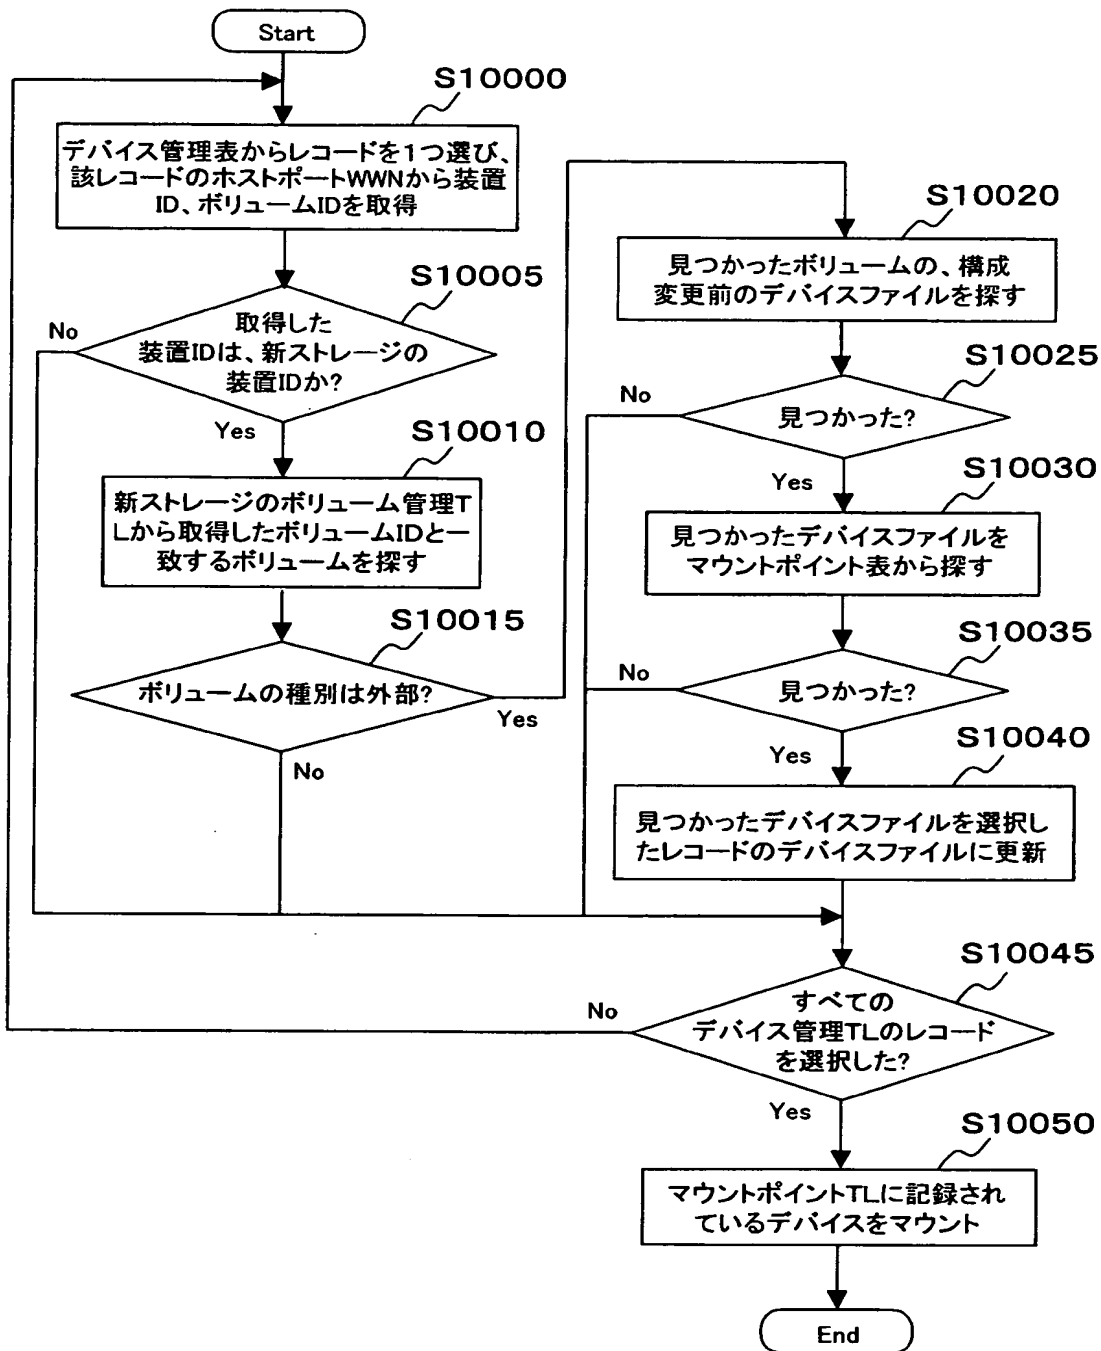 Start
S10000
デバイス管理表からレコードを1つ選び、
該レコードのホストポートWWNから装置
ID、ボリュームIDを取得
S10005
取得した
装置IDは、新ストレージの
装置IDか?
No
Yes
S10010
新ストレージのボリューム管理T
Lから取得したボリュームIDと一
致するボリュームを探す
S10015
ボリュームの種別は外部?
Yes
No
S10020
見つかったボリュームの、構成
変更前のデバイスファイルを探す
S10025
見つかった?
No
Yes
S10030
見つかったデバイスファイルを
マウントポイント表から探す
S10035
見つかった?
No
Yes
S10040
見つかったデバイスファイルを選択し
たレコードのデバイスファイルに更新
S10045
すべての
デバイス管理TLのレコード
を選択した?
No
Yes
S10050
マウントポイントTLに記録され
ているデバイスをマウント
End